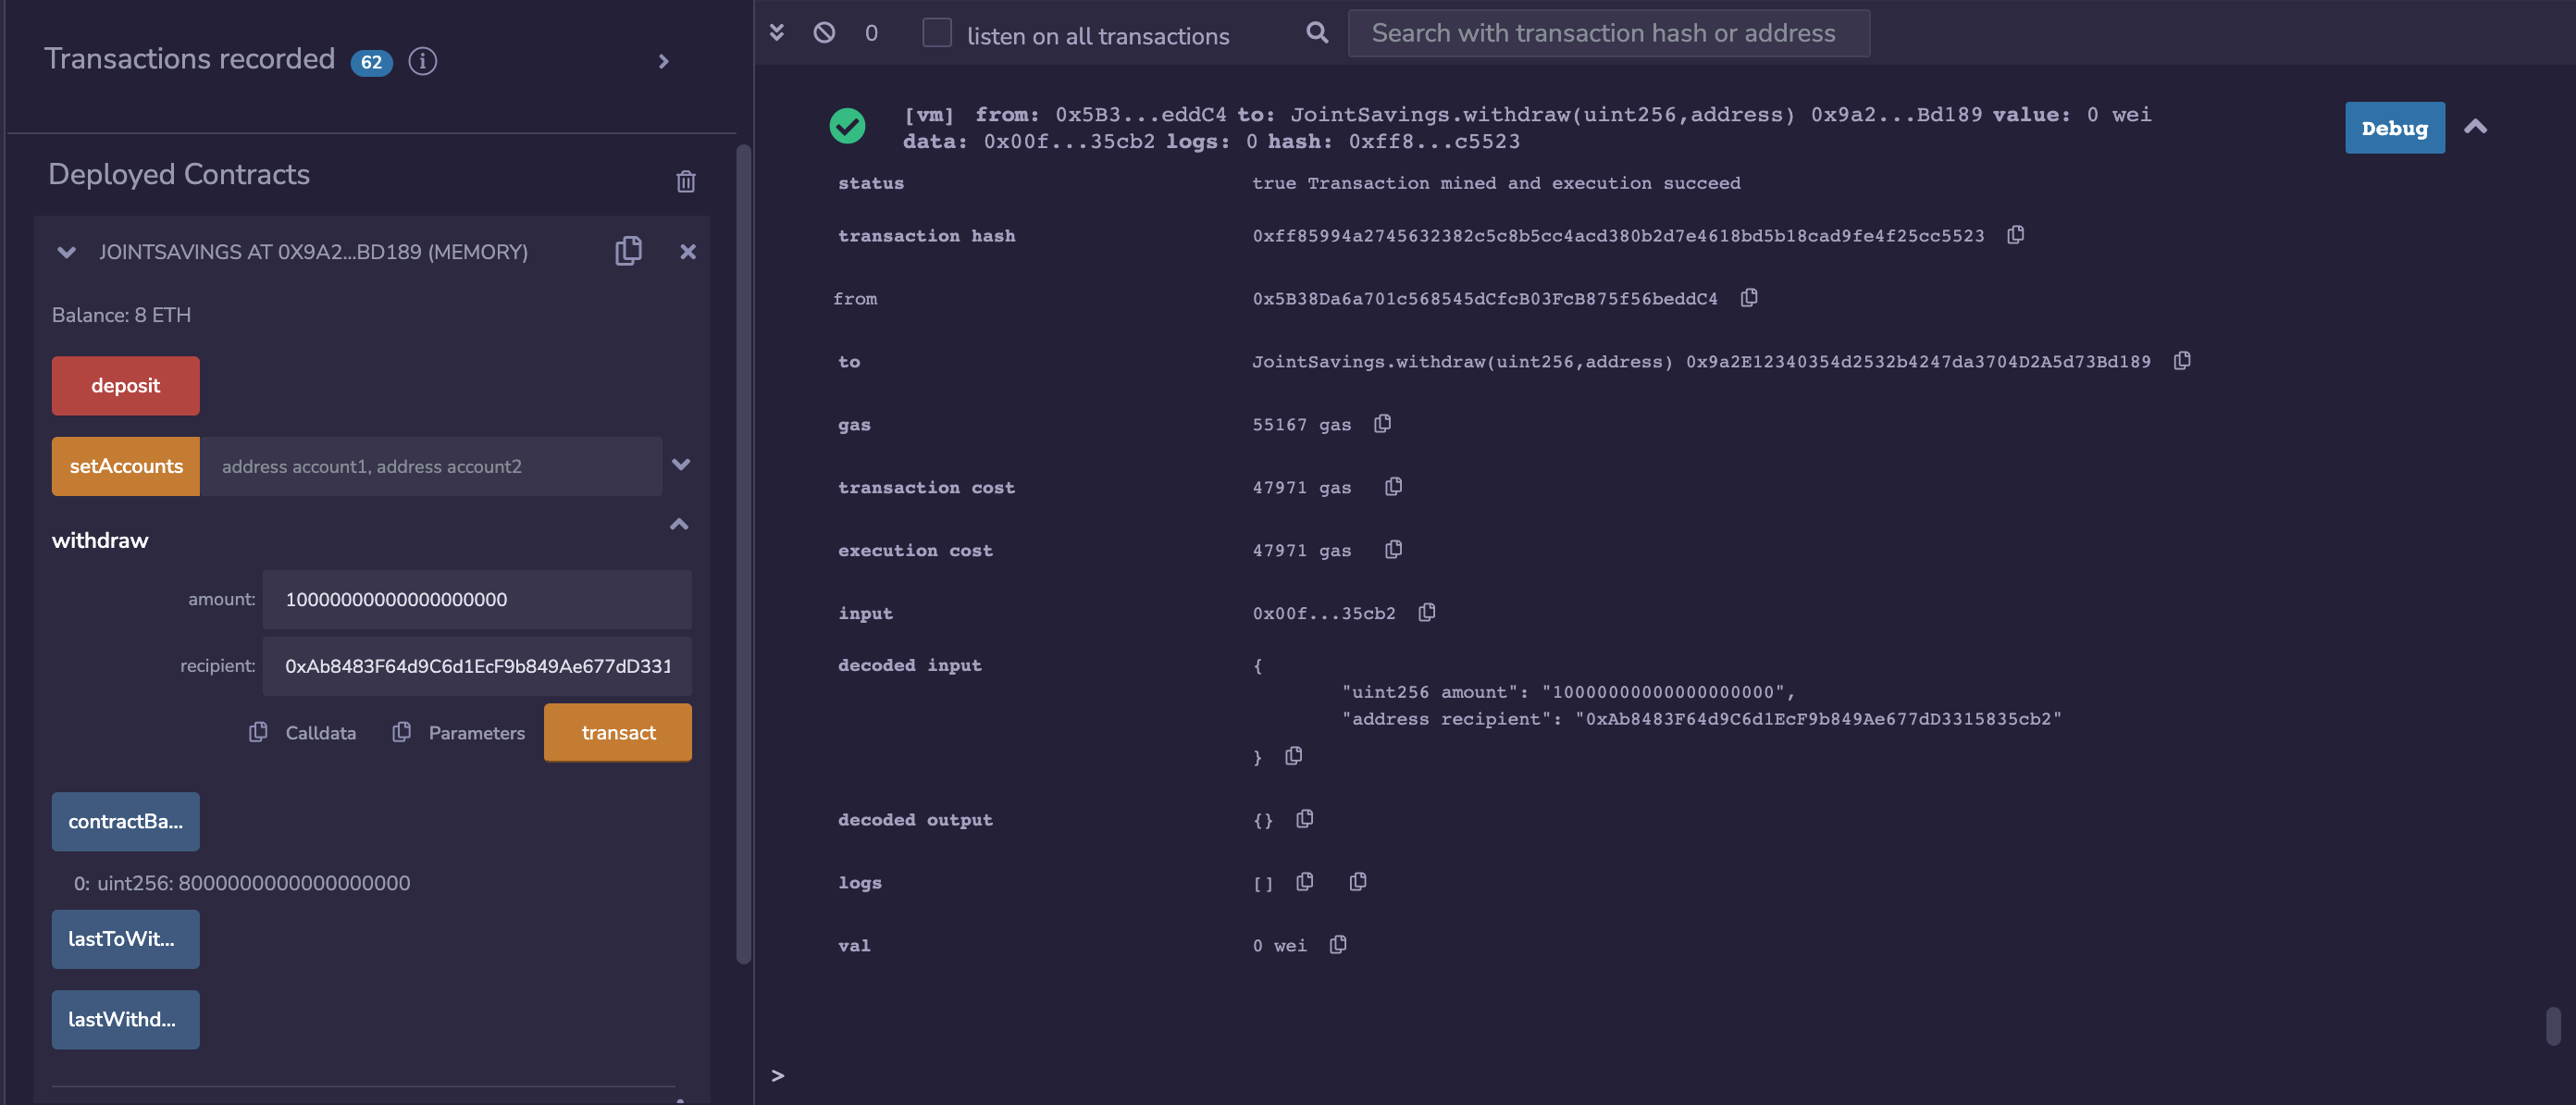 Transactions recorded 62 i
Deployed Contracts
JOINTSAVINGS AT 0X9A2...BD189 (MEMORY)
Balance: 8 ETH
deposit
setAccounts address account1, address account2
withdraw
amount: 10000000000000000000
recipient: 0xAb8483F64d9C6d1EcF9b849Ae677dD331
Calldata Parameters transact
contractBa...
0: uint256: 8000000000000000000
lastToWit...
lastWithd...
0 listen on all transactions Search with transaction hash or address
[vm] from: 0x5B3...eddC4 to: JointSavings.withdraw(uint256,address) 0x9a2...Bd189 value: 0 wei
data: 0x00f...35cb2 logs: 0 hash: 0xff8...c5523
Debug
status true Transaction mined and execution succeed
transaction hash 0xff85994a2745632382c5c8b5cc4acd380b2d7e4618bd5b18cad9fe4f25cc5523
from 0x5B38Da6a701c568545dCfcB03FcB875f56beddC4
to JointSavings.withdraw(uint256,address) 0x9a2E12340354d2532b4247da3704D2A5d73Bd189
gas 55167 gas
transaction cost 47971 gas
execution cost 47971 gas
input 0x00f...35cb2
decoded input {
"uint256 amount": "10000000000000000000",
"address recipient": "0xAb8483F64d9C6d1EcF9b849Ae677dD3315835cb2"
}
decoded output {}
logs []
val 0 wei
>